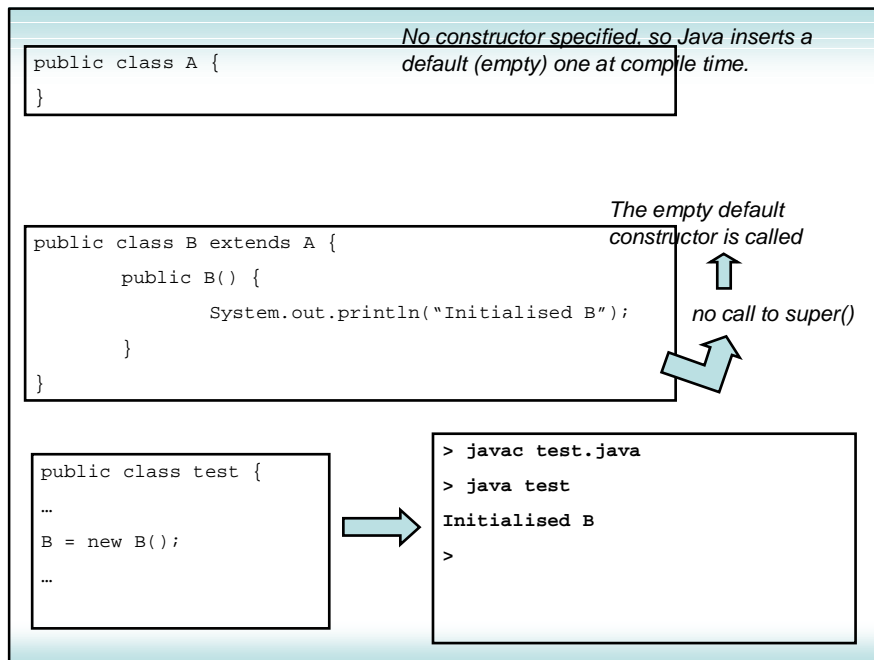 No constructor specified, so Java inserts a
default (empty) one at compile time.
public class A {
}
The empty default
constructor is called
public class B extends A {
public B() {
System.out.println(“Initialised B”);
no call to super()
}
}
public class test {
…
B = new B();
…
> javac test.java
> java test
Initialised B
>